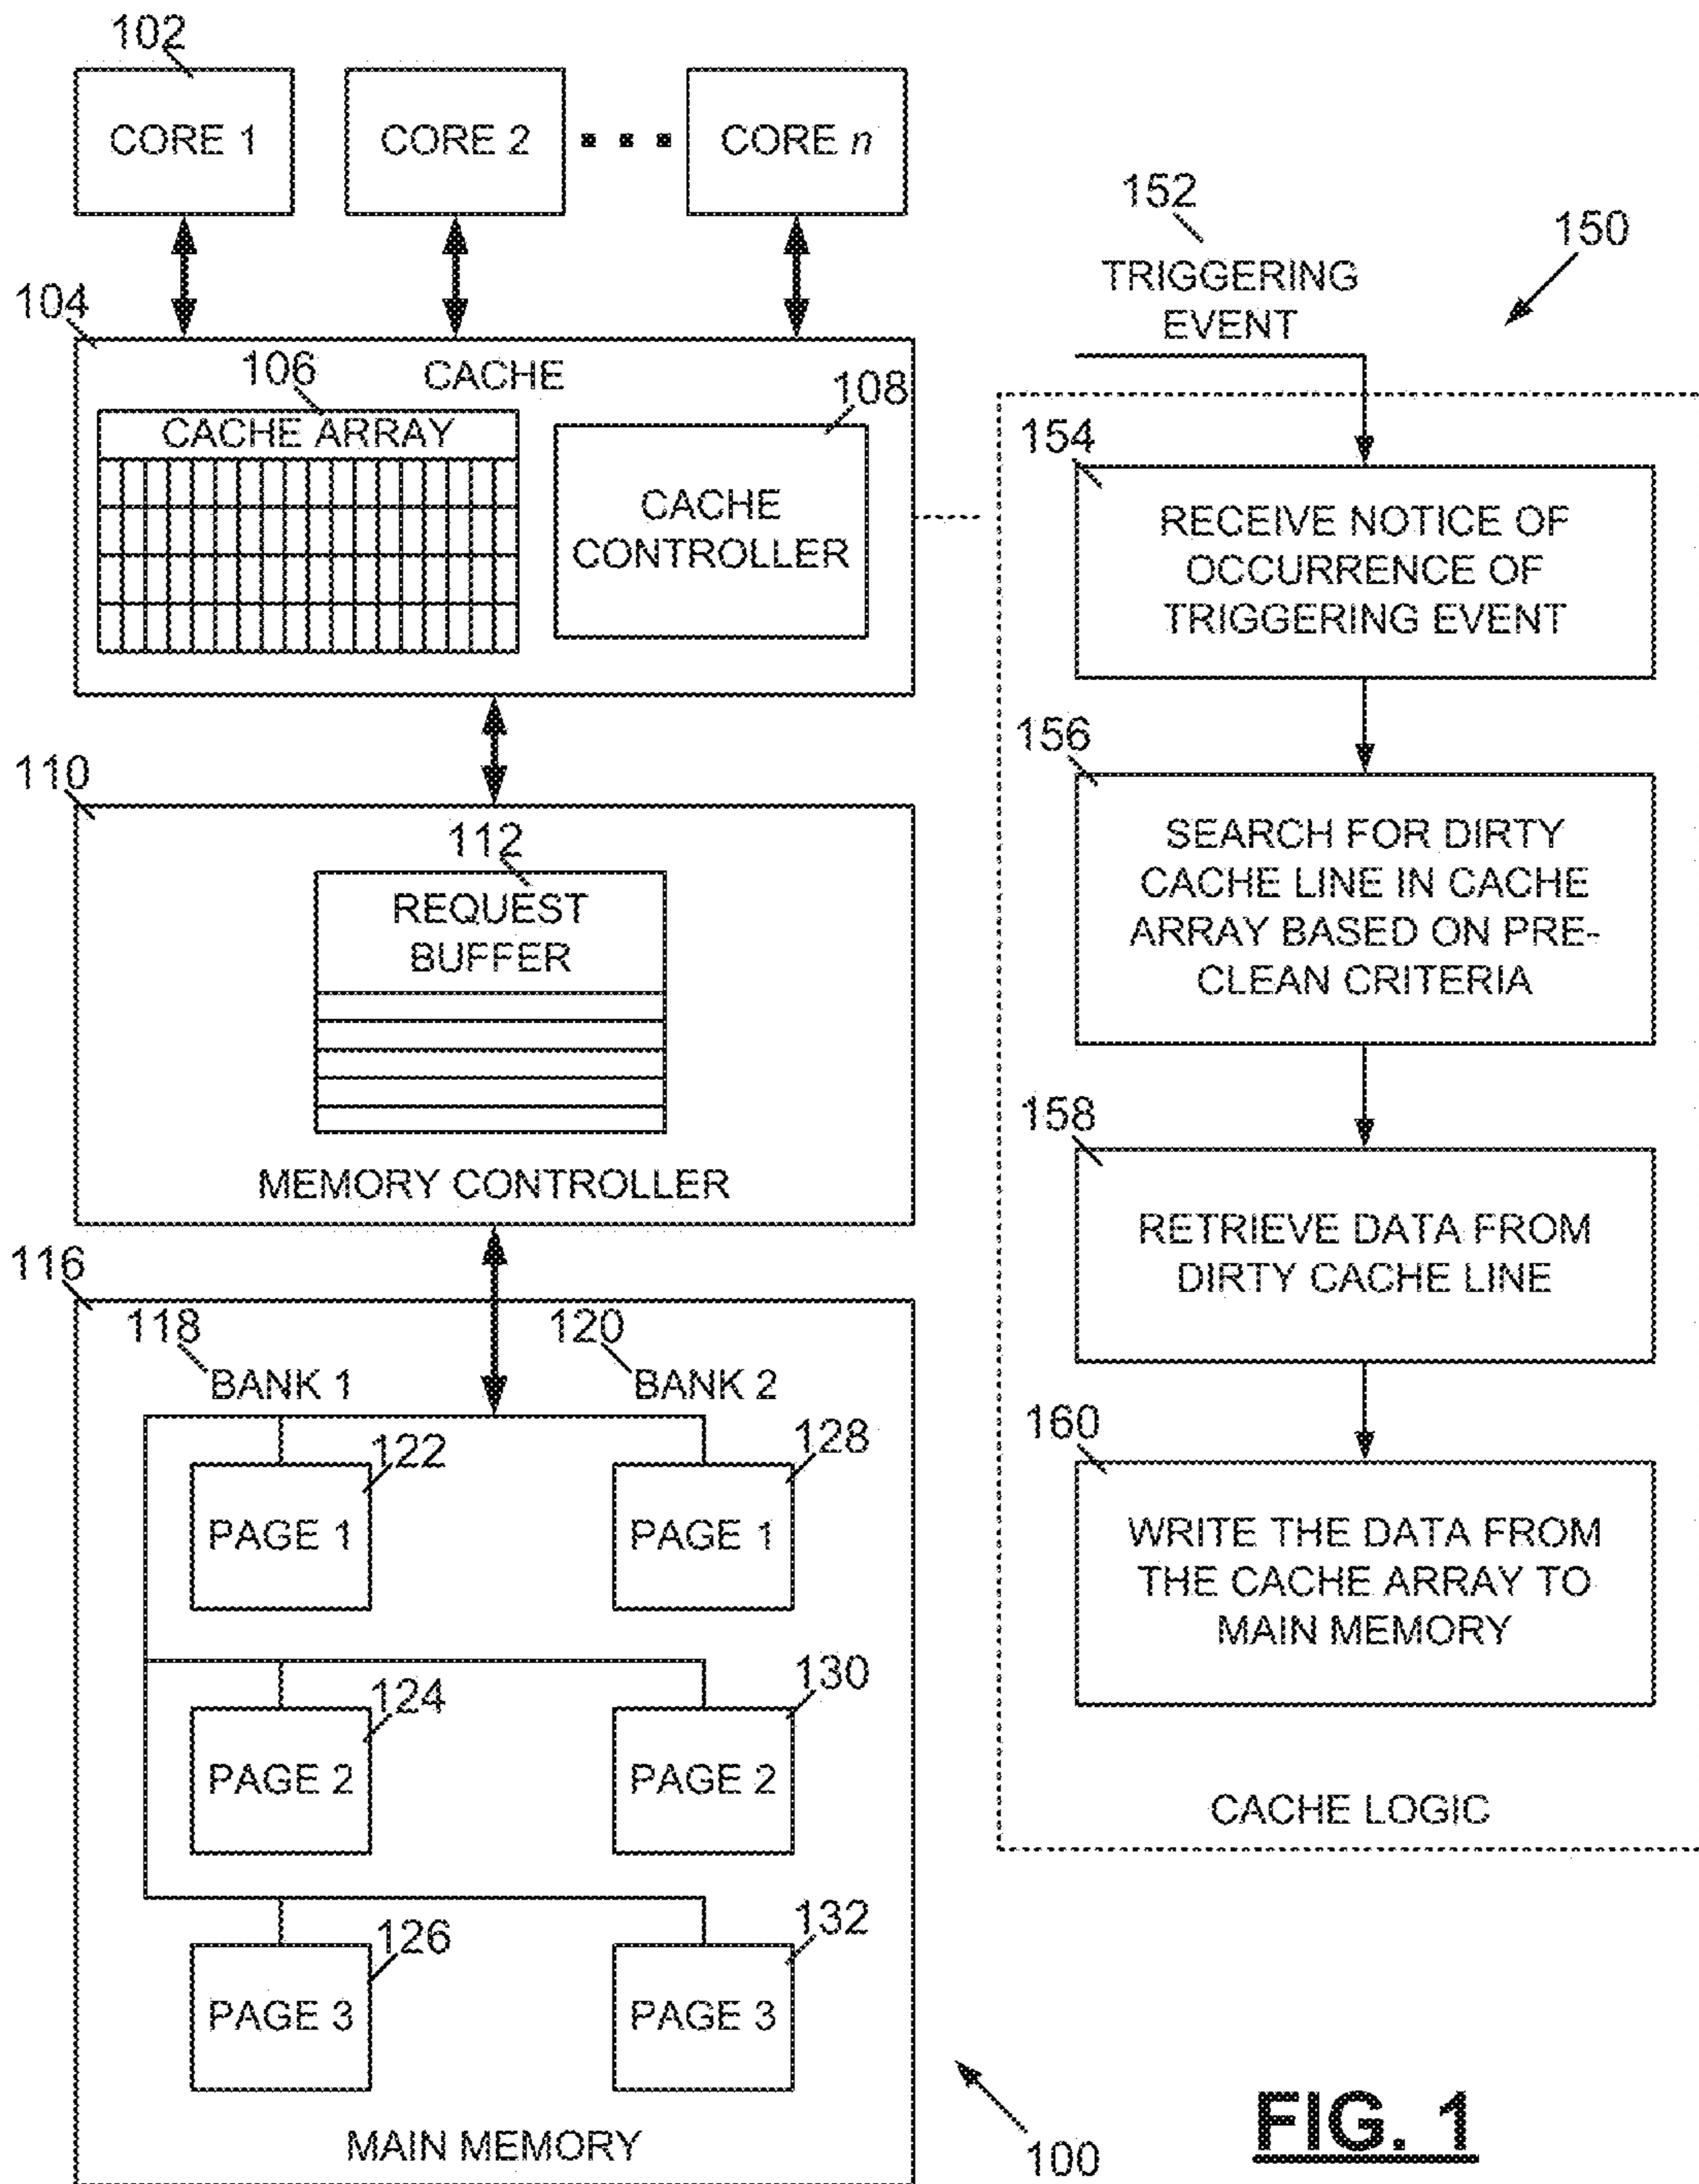 102
CORE 1
CORE 2
CORE n
104
CACHE
106
CACHE ARRAY
108
CACHE
CONTROLLER
110
112
REQUEST
BUFFER
MEMORY CONTROLLER
116
118
BANK 1
120
BANK 2
122
PAGE 1
128
PAGE 1
124
PAGE 2
130
PAGE 2
126
PAGE 3
132
PAGE 3
MAIN MEMORY
100
152
TRIGGERING
EVENT
150
154
RECEIVE NOTICE OF
OCCURRENCE OF
TRIGGERING EVENT
156
SEARCH FOR DIRTY
CACHE LINE IN CACHE
ARRAY BASED ON PRE-
CLEAN CRITERIA
158
RETRIEVE DATA FROM
DIRTY CACHE LINE
160
WRITE THE DATA FROM
THE CACHE ARRAY TO
MAIN MEMORY
CACHE LOGIC
FIG. 1